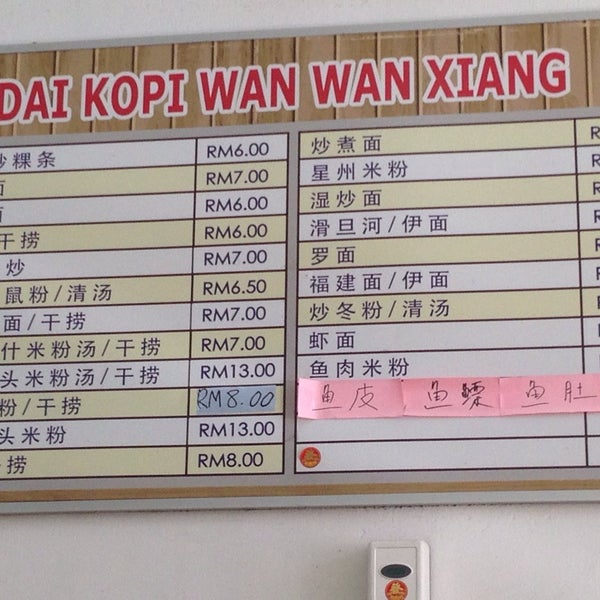 DAI KOPI WAN WAN XIANG
炒粿条 RM6.00
面 RM7.00
面 RM6.00
干捞 RM6.00
炒 RM7.00
鼠粉/清汤 RM6.50
面/干捞 RM7.00
什米粉汤/干捞 RM7.00
头米粉汤/干捞 RM13.00
粉/干捞 RM8.00
头米粉 RM13.00
捞 RM8.00
炒煮面
星州米粉
湿炒面
滑旦河/伊面
罗面
福建面/伊面
炒冬粉/清汤
虾面
鱼肉米粉
鱼皮 鱼鳔 鱼肚